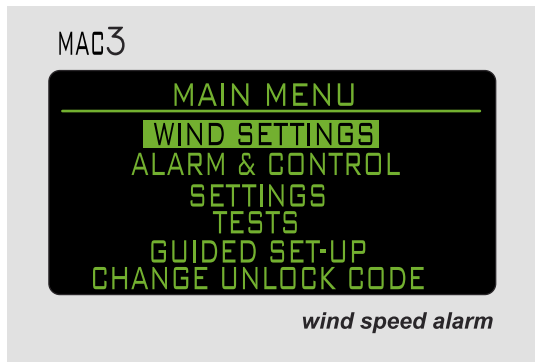 MAC3
MAIN MENU
WIND SETTINGS
ALARM & CONTROL
SETTINGS
TESTS
GUIDED SET-UP
CHANGE UNLOCK CODE
wind speed alarm